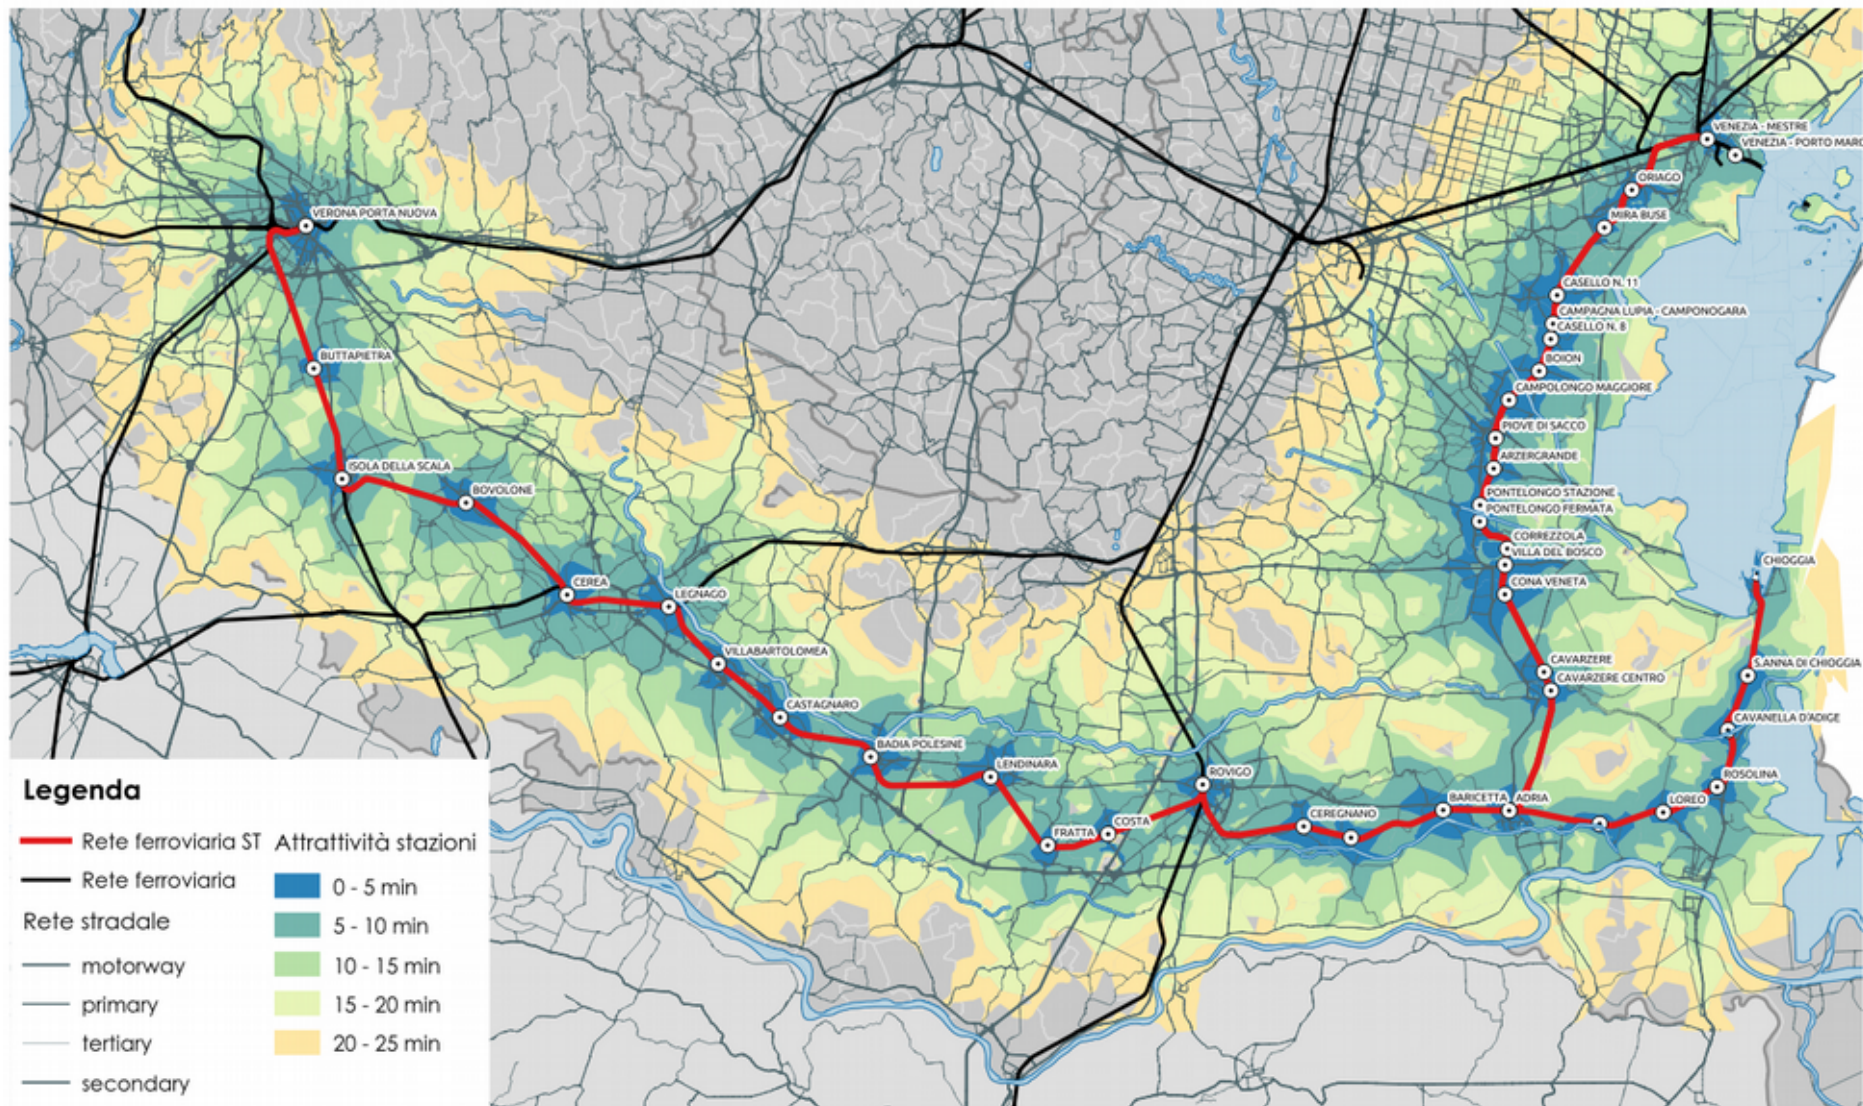 VENEZIA - MESTRE
VENEZIA - PORTO MARG
ORIAGO
MIRA BUSE
VERONA PORTA NUOVA
CASELLO N. 11
CAMPAGNA LUPIA - CAMPONOGARA
CASELLO N. 8
BUTTAPIETRA
BOION
CAMPOLONGO MAGGIORE
PIOVE DI SACCO
ARZERGRANDE
ISOLA DELLA SCALA
BOVOLONE
PONTELONGO STAZIONE
PONTELONGO FERMATA
CORREZZOLA
VILLA DEL BOSCO
CHIOGGIA
CEREA
CONA VENETA
LEGNAGO
VILLABARTOLOMEA
CAVARZERE
S.ANNA DI CHIOGGIA
CAVARZERE CENTRO
CASTAGNARO
CAVANELLA D'ADIGE
BADIA POLESINE
LENDINARA
ROVIGO
ROSOLINA
BARICETTA
ADRIA
LOREO
CEREGNANO
COSTA
FRATTA
Legenda
Rete ferroviaria ST
Rete ferroviaria
Rete stradale
motorway
primary
tertiary
secondary
Attrattività stazioni
0 - 5 min
5 - 10 min
10 - 15 min
15 - 20 min
20 - 25 min